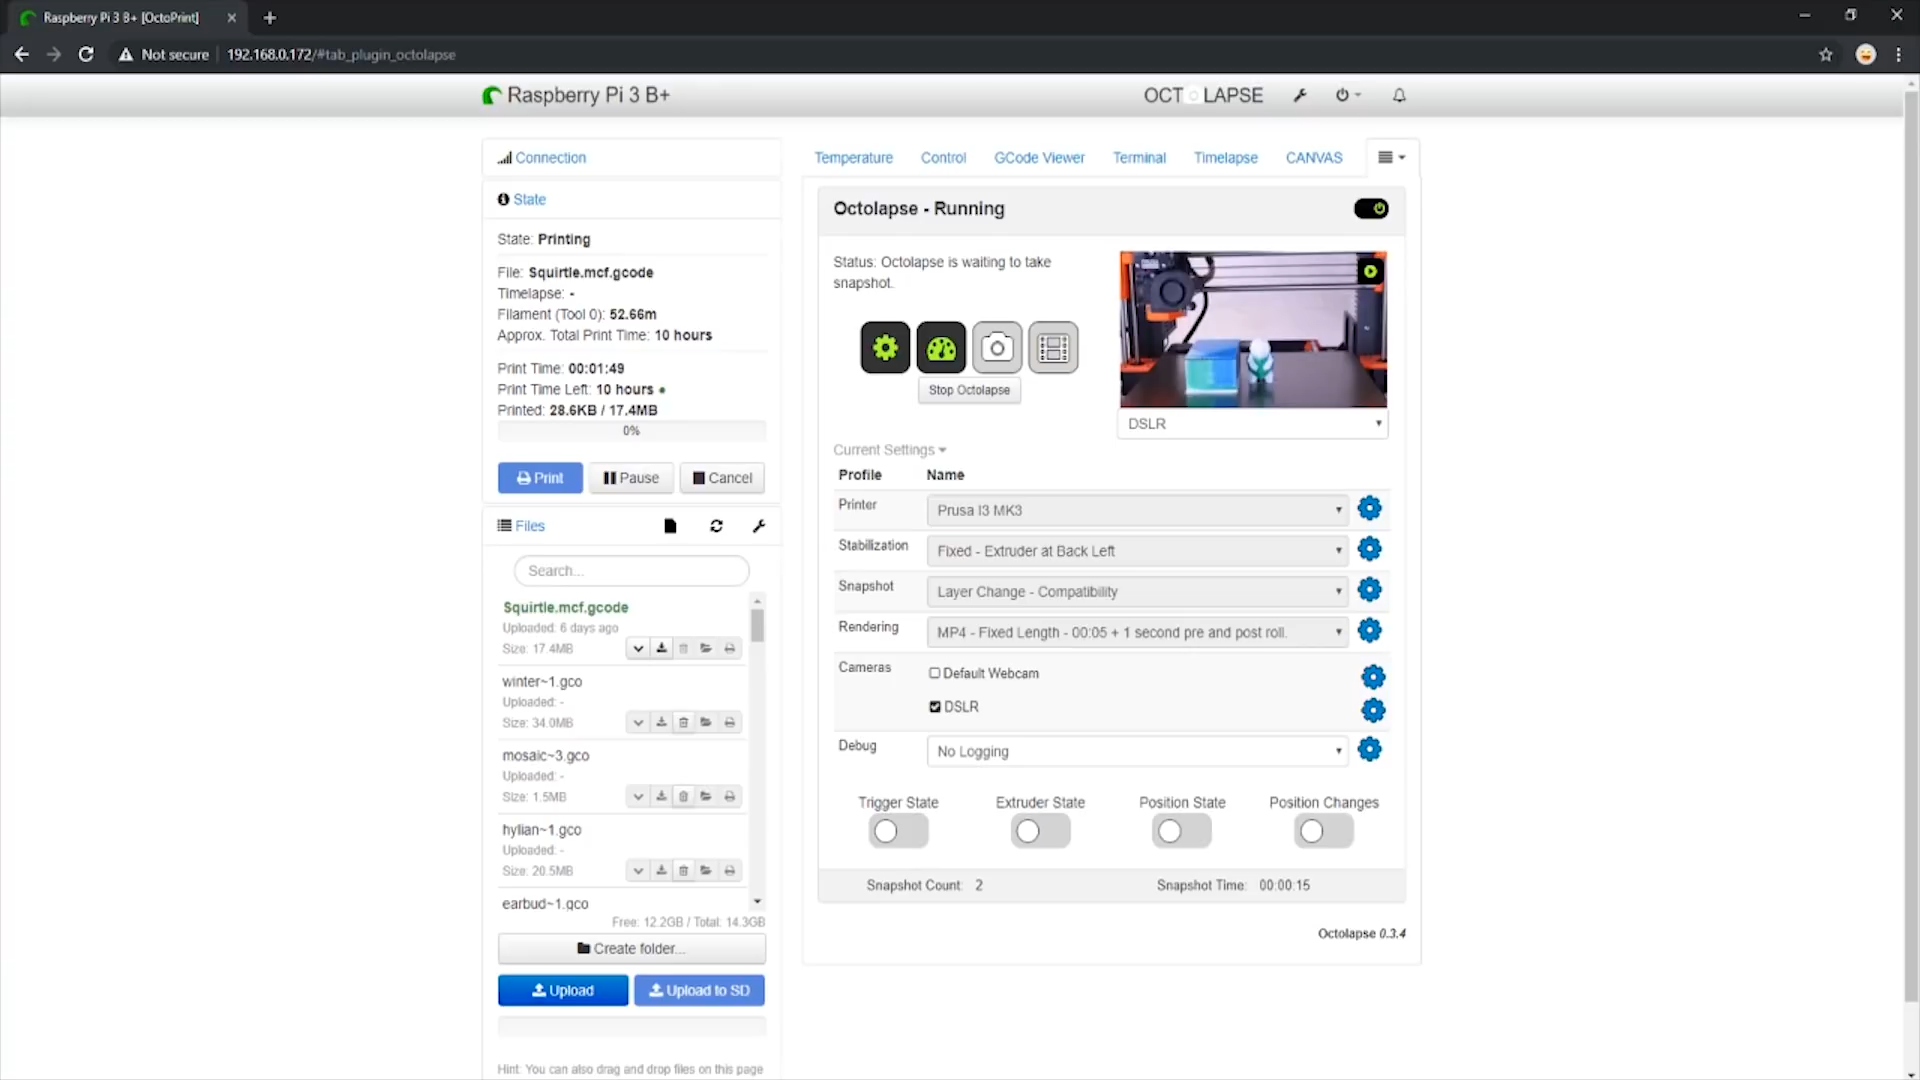 Raspberry Pi 3 B+ [OctoPrint]
Not secure
192.168.0.172/#tab_plugin_octolapse
Raspberry Pi 3 B+
OCTOLAPSE
Connection
State
State: Printing
File: Squirtle.mcf.gcode
Timelapse: -
Filament (Tool 0): 52.66m
Approx. Total Print Time: 10 hours
Print Time: 00:01:49
Print Time Left: 10 hours
Printed: 28.6KB / 17.4MB
0%
Print Pause Cancel
Files
Search...
Squirtle.mcf.gcode
Uploaded: 6 days ago
Size: 17.4MB
winter~1.gco
Uploaded: -
Size: 34.0MB
mosaic~3.gco
Uploaded: -
Size: 1.5MB
hylian~1.gco
Uploaded: -
Size: 20.5MB
earbud~1.gco
Free: 12.2GB / Total: 14.3GB
Create folder...
Upload Upload to SD
Hint: You can also drag and drop files on this page
Temperature Control GCode Viewer Terminal Timelapse CANVAS
Octolapse - Running
Status: Octolapse is waiting to take
snapshot.
Stop Octolapse
DSLR
Current Settings
Profile Name
Printer Prusa I3 MK3
Stabilization Fixed - Extruder at Back Left
Snapshot Layer Change - Compatibility
Rendering MP4 - Fixed Length - 00:05 + 1 second pre and post roll.
Cameras Default Webcam
DSLR
Debug No Logging
Trigger State Extruder State Position State Position Changes
Snapshot Count: 2 Snapshot Time: 00:00:15
Octolapse 0.3.4